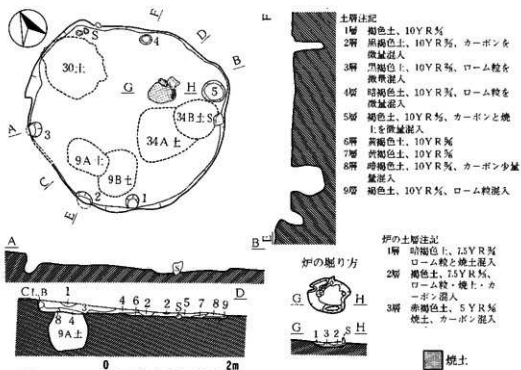 F
D
B
S
4
30土
G
H
5
34B土
S
34A土
3
A
9A土
9B土
C
2
1
E
F
E
土層注記
1層 褐色土、10YR
2層 黒褐色土、10YR、カーボンを
微量混入
3層 黒褐色土、10YR、ローム粒を
微量混入
4層 暗褐色土、10YR、ロームを
微量混入
5層 褐色土、10YR、カーボンと焼
土を微量混入
6層 黄褐色土、10YR
7層 黄褐色土、10YR
8層 暗褐色土、10YR、カーボン少量
量混入
9層 褐色土、10YR、ローム粒混入
A
B
S
C
D
1
3
4 6 2 2 S 5 7 8 9
8 4
9A土
0
2m
炉の掘り方
G
H
G
H
1 3 2 S
炉の土層注記
1層 暗褐色土、7.5YR
ローム粒と焼土混入
2層 褐色土、7.5YR、
ローム粒・焼土・カ
ーボン混入
3層 赤褐色土、5YR
焼土、カーボン混入
焼土